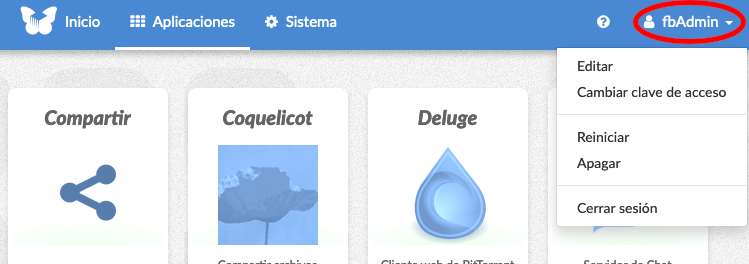 Inicio Aplicaciones Sistema fbAdmin
Editar
Cambiar clave de acceso
Reiniciar
Apagar
Cerrar sesión
Compartir Coquelicot Deluge
Compartir archivos Cliente web de BitTorrent Servidor de Chat